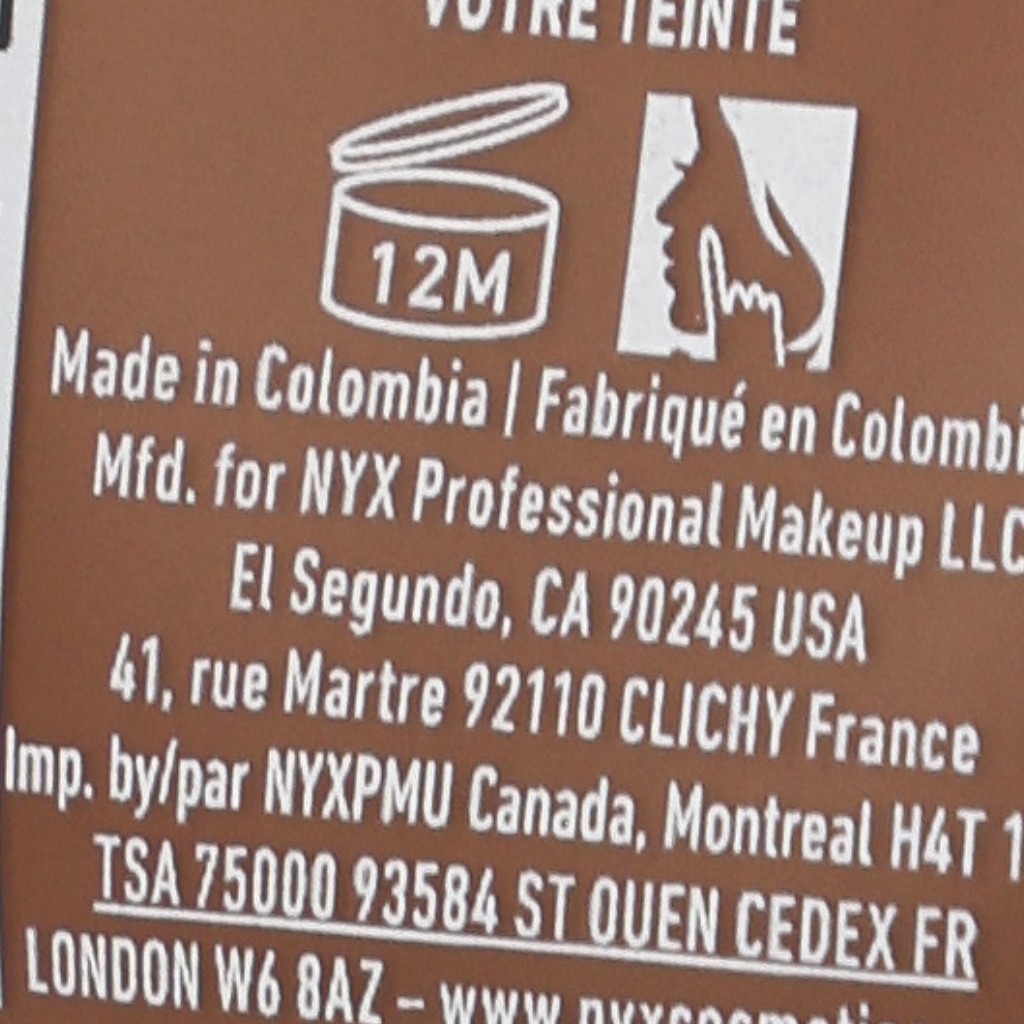 VOTRE TEINTE
12M
Made in Colombia | Fabriqué en Colombi
Mfd. for NYX Professional Makeup LLC
El Segundo, CA 90245 USA
41, rue Martre 92110 CLICHY France
Imp. by/par NYXPMU Canada, Montreal H4T 1
TSA 75000 93584 ST OUEN CEDEX FR
LONDON W6 8AZ – www.nyxcosmetic